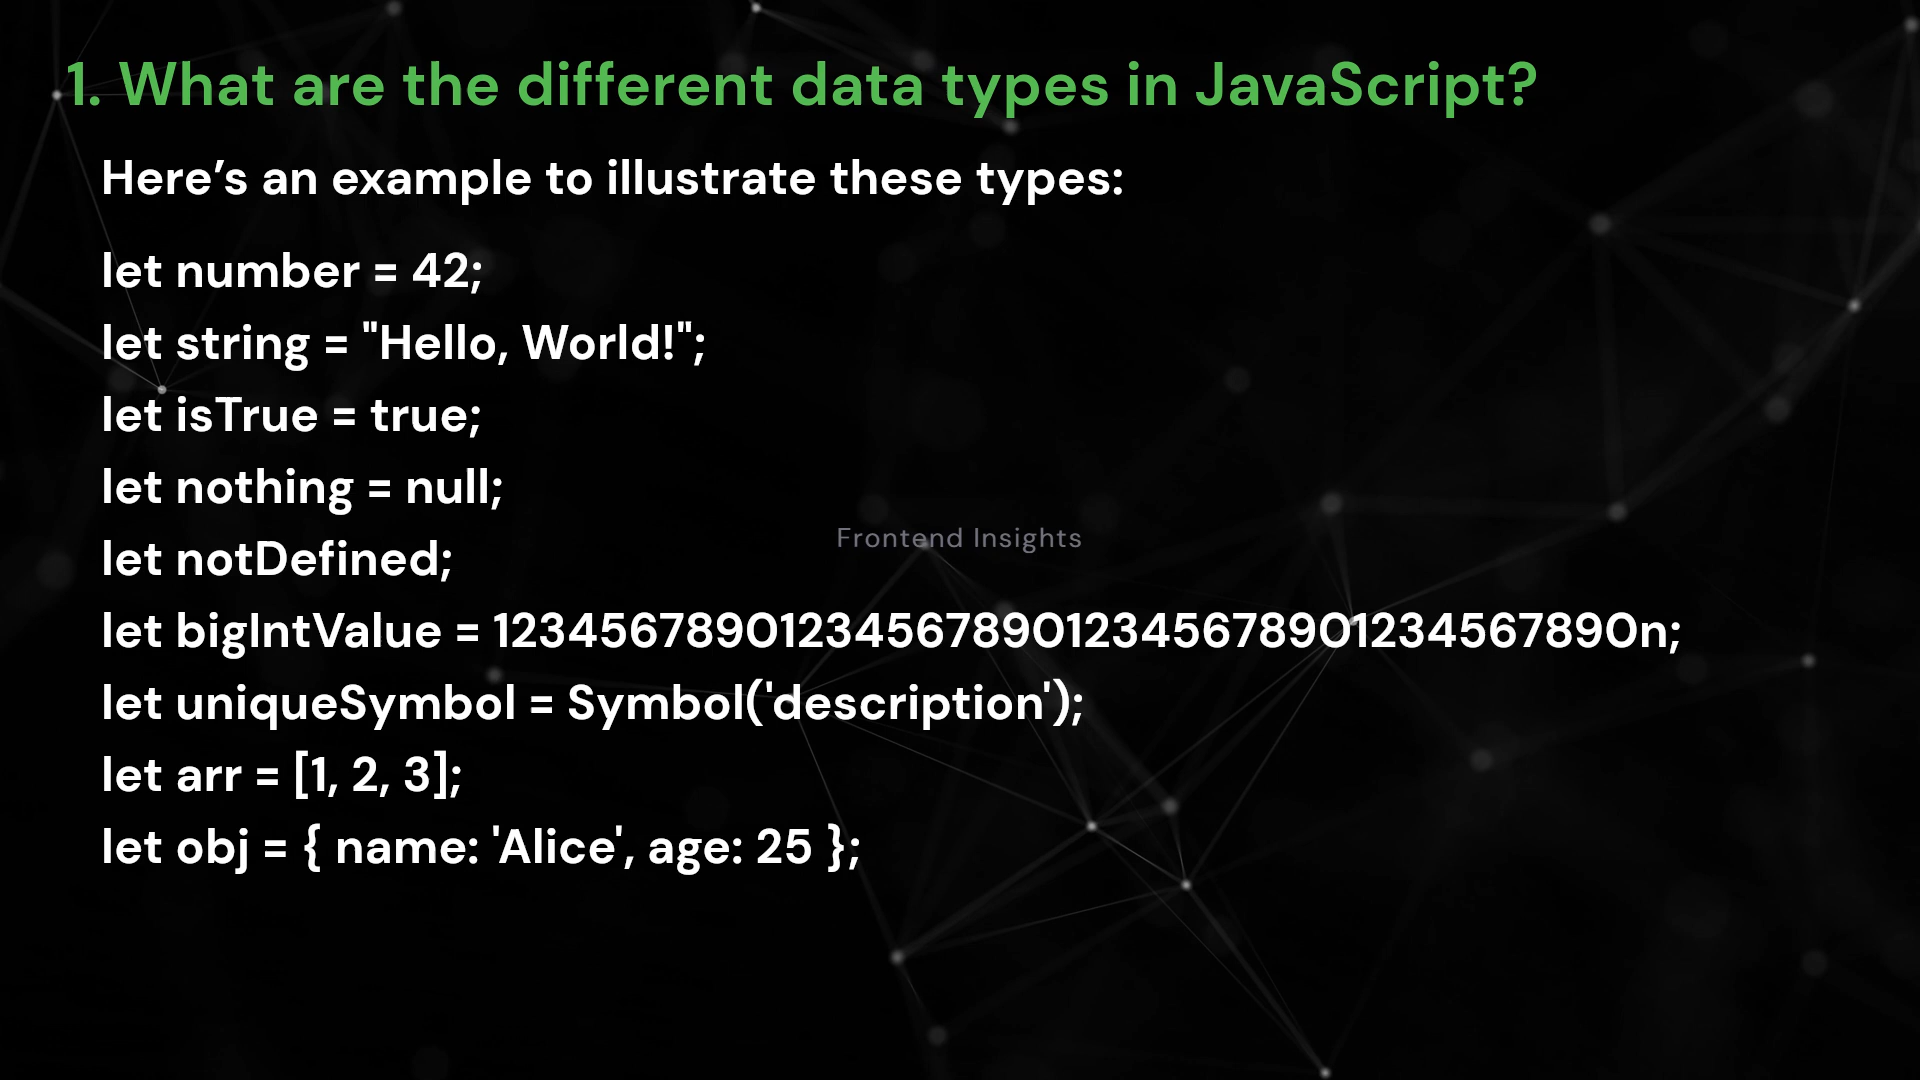 1. What are the different data types in JavaScript?
Here’s an example to illustrate these types:
let number = 42;
let string = "Hello, World!";
let isTrue = true;
let nothing = null;
let notDefined;
Frontend Insights
let bigIntValue = 1234567890123456789012345678901234567890n;
let uniqueSymbol = Symbol('description');
let arr = [1, 2, 3];
let obj = { name: 'Alice', age: 25 };